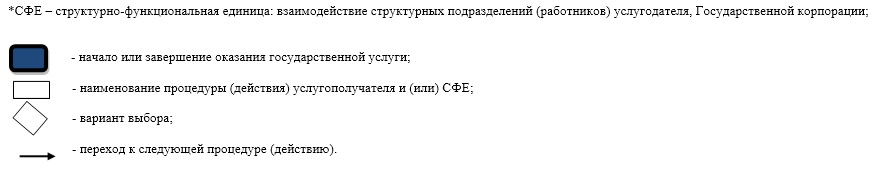 *СФЕ – структурно-функциональная единица: взаимодействие структурных подразделений (работников) услугодателя, Государственной корпорации;
- начало или завершение оказания государственной услуги;
- наименование процедуры (действия) услугополучателя и (или) СФЕ;
- вариант выбора;
- переход к следующей процедуре (действию).